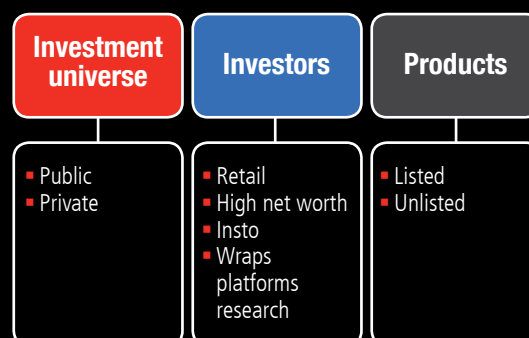 Investment
universe
Public
Private
Investors
Retail
High net worth
Insto
Wraps
platforms
research
Products
Listed
Unlisted